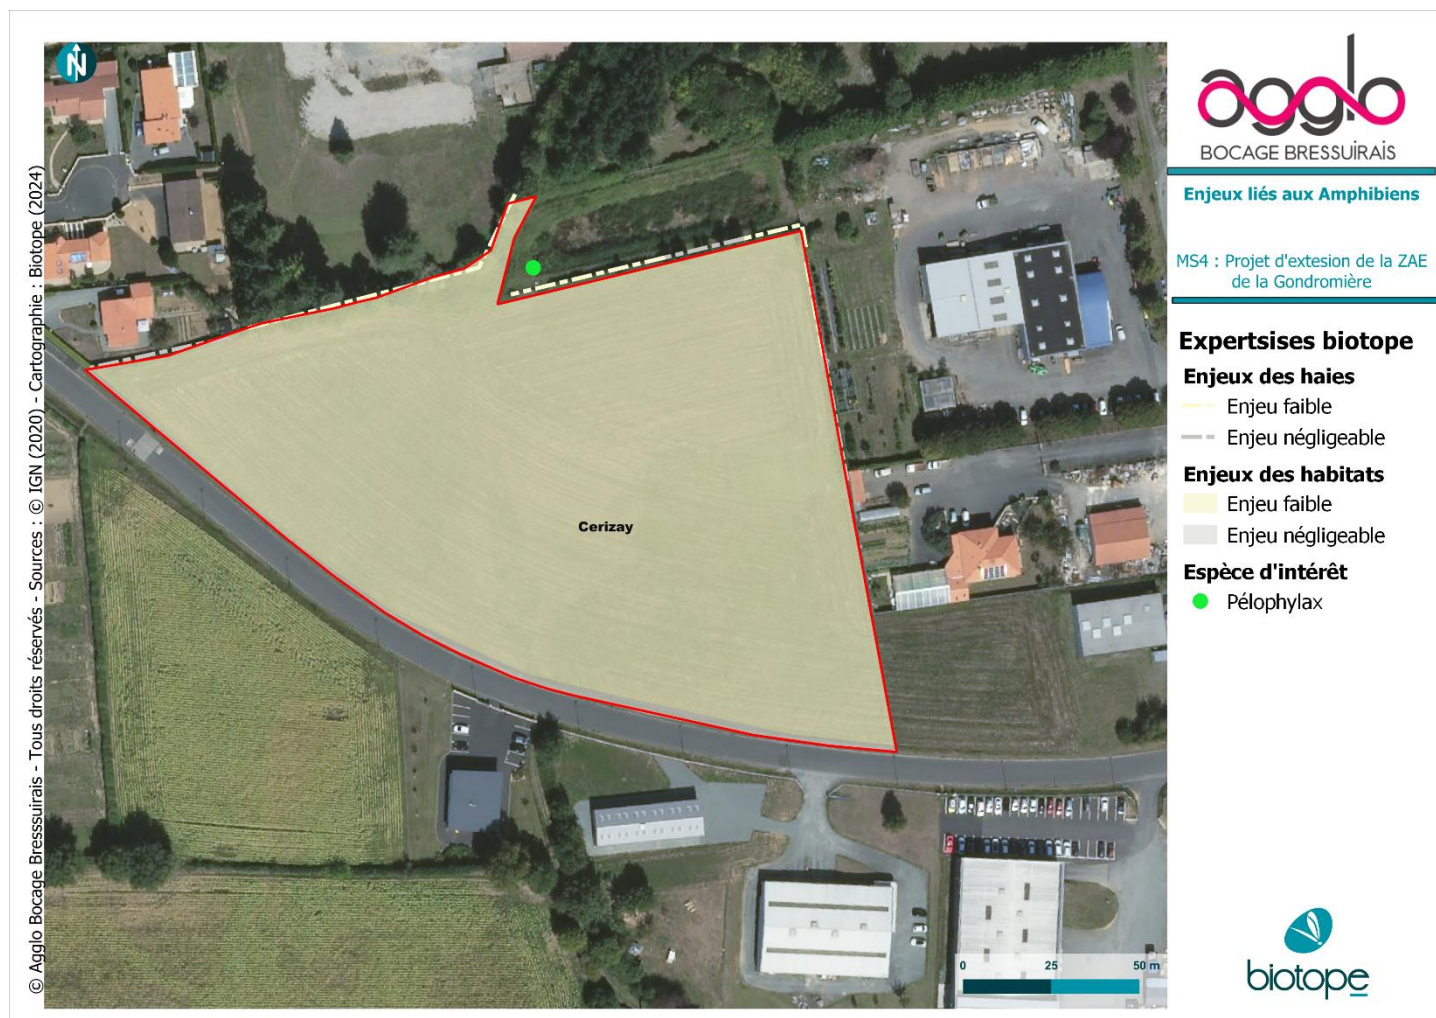 N
© Agglo Bocage Bresssuirais - Tous droits réservés - Sources : © IGN (2020) - Cartographie : Biotope (2024)
Cerizay
0 25 50 m
agglo
BOCAGE BRESSUIRAIS
Enjeux liés aux Amphibiens
MS4 : Projet d'extesion de la ZAE
de la Gondromière
Expertsises biotope
Enjeux des haies
Enjeu faible
Enjeu négligeable
Enjeux des habitats
Enjeu faible
Enjeu négligeable
Espèce d'intérêt
Pélophylax
biotope